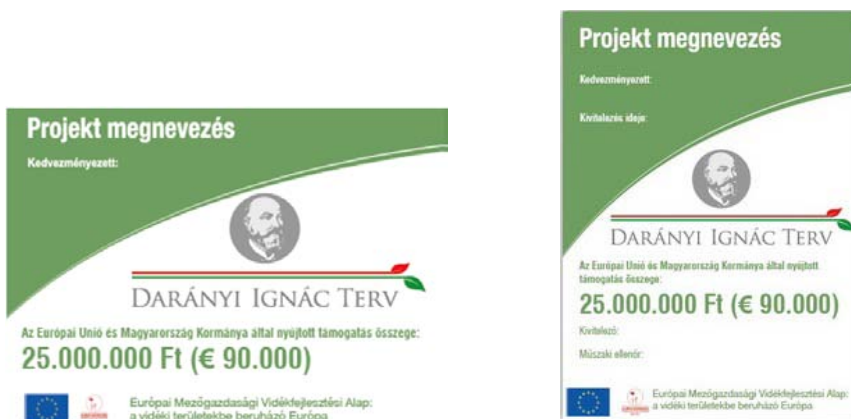 Projekt megnevezés
Kedvezményezett:
DARÁNYI IGNÁC TERV
Az Európai Unió és Magyarország Kormánya által nyújtott támogatás összege:
25.000.000 Ft (€ 90.000)
Európai Mezőgazdasági Vidékfejlesztési Alap:
a vidéki területekbe beruházó Európa
Projekt megnevezés
Kedvezményezett:
Kivitelezés ideje:
DARÁNYI IGNÁC TERV
Az Európai Unió és Magyarország Kormánya által nyújtott
támogatás összege:
25.000.000 Ft (€ 90.000)
Kivitelező:
Műszaki ellenőr:
Európai Mezőgazdasági Vidékfejlesztési Alap:
a vidéki területekbe beruházó Európa